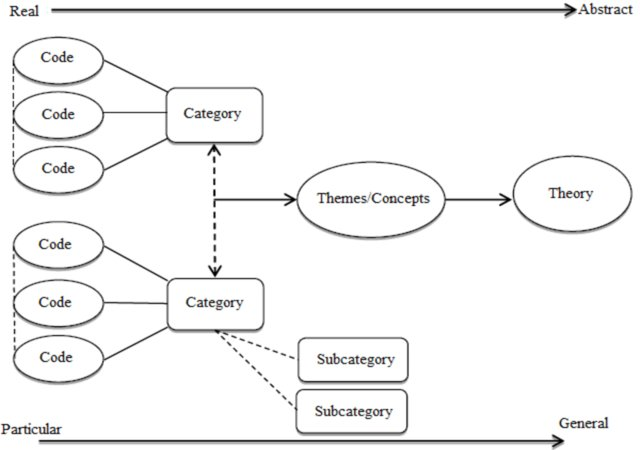 Real
Abstract
Code
Code
Category
Code
Themes/Concepts
Theory
Code
Code
Category
Code
Subcategory
Subcategory
Particular
General